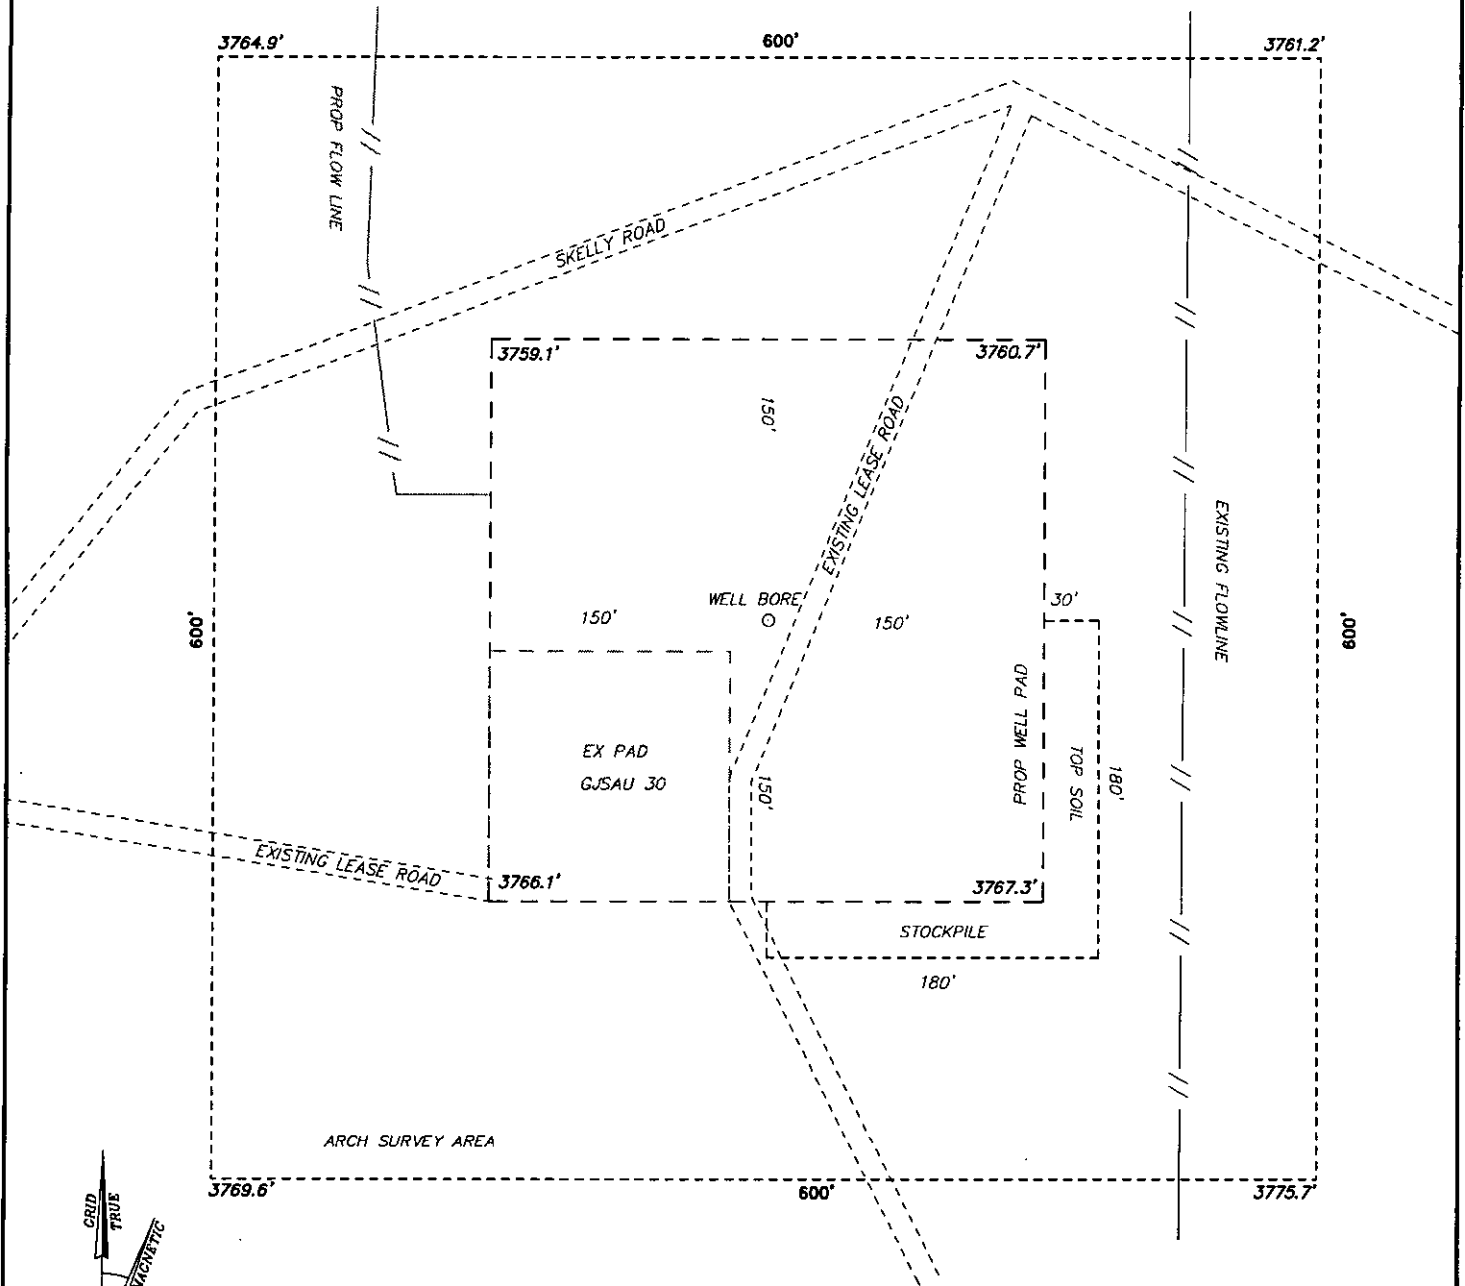 3764.9'
600'
3761.2'
PROP FLOW LINE
SKELLY ROAD
3759.1'
3760.7'
150'
EXISTING LEASE ROAD
EXISTING FLOWLINE
WELL BORE
150'
150'
30'
600'
600'
PROP WELL PAD
TOP SOIL
180'
EX PAD
GJSAU 30
150'
EXISTING LEASE ROAD
3766.1'
3767.3'
STOCKPILE
180'
ARCH SURVEY AREA
3769.6'
600'
3775.7'
GRID
TRUE
MAGNETIC